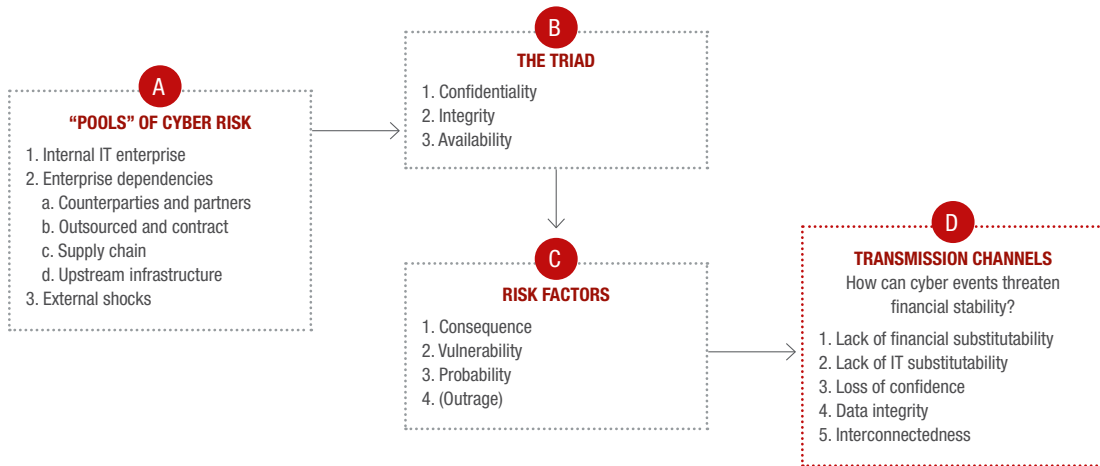 A
“POOLS” OF CYBER RISK
1. Internal IT enterprise
2. Enterprise dependencies
a. Counterparties and partners
b. Outsourced and contract
c. Supply chain
d. Upstream infrastructure
3. External shocks
B
THE TRIAD
1. Confidentiality
2. Integrity
3. Availability
C
RISK FACTORS
1. Consequence
2. Vulnerability
3. Probability
4. (Outrage)
D
TRANSMISSION CHANNELS
How can cyber events threaten
financial stability?
1. Lack of financial substitutability
2. Lack of IT substitutability
3. Loss of confidence
4. Data integrity
5. Interconnectedness